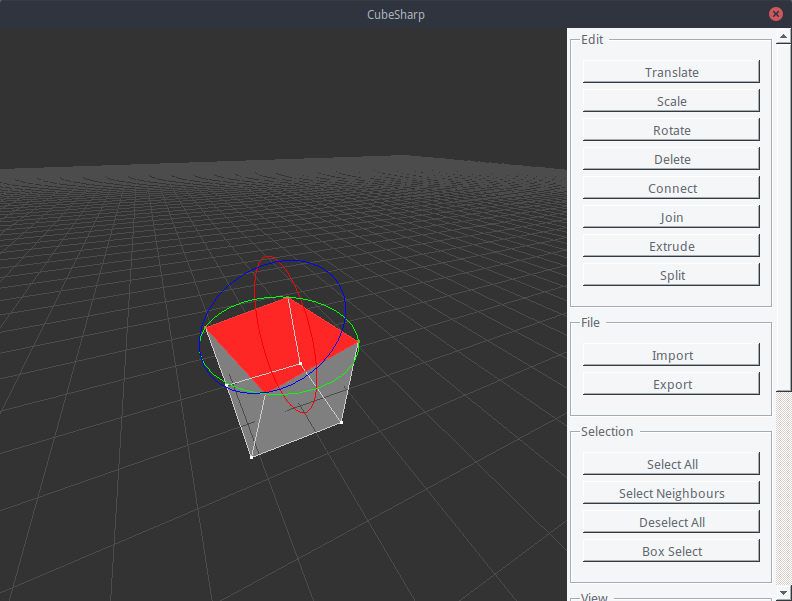 CubeSharp
Edit
Translate
Scale
Rotate
Delete
Connect
Join
Extrude
Split
File
Import
Export
Selection
Select All
Select Neighbours
Deselect All
Box Select
View